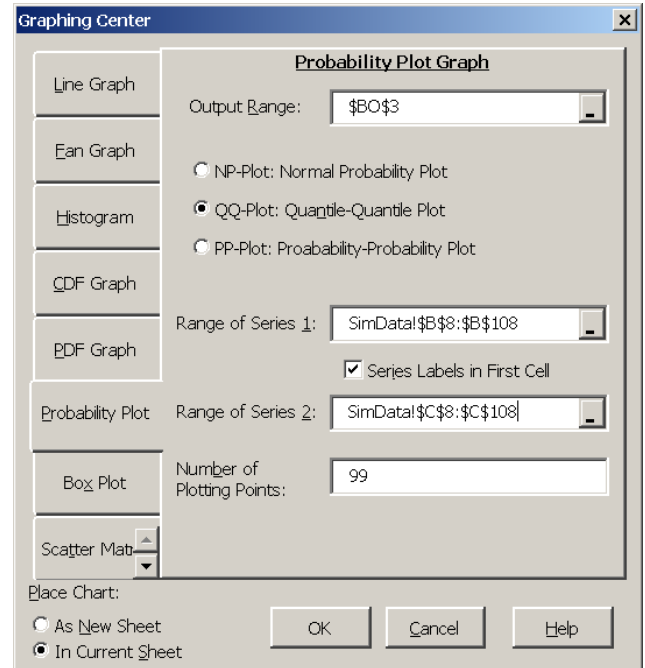 Graphing Center
Line Graph
Fan Graph
Histogram
CDF Graph
PDF Graph
Probability Plot
Box Plot
Scatter Mat
Probability Plot Graph
Output Range:
$BO$3
NP-Plot: Normal Probability Plot
QQ-Plot: Quantile-Quantile Plot
PP-Plot: Proabability-Probability Plot
Range of Series 1:
SimData!$B$8:$B$108
Series Labels in First Cell
Range of Series 2:
SimData!$C$8:$C$108
Number of
Plotting Points:
99
Place Chart:
As New Sheet
In Current Sheet
OK
Cancel
Help